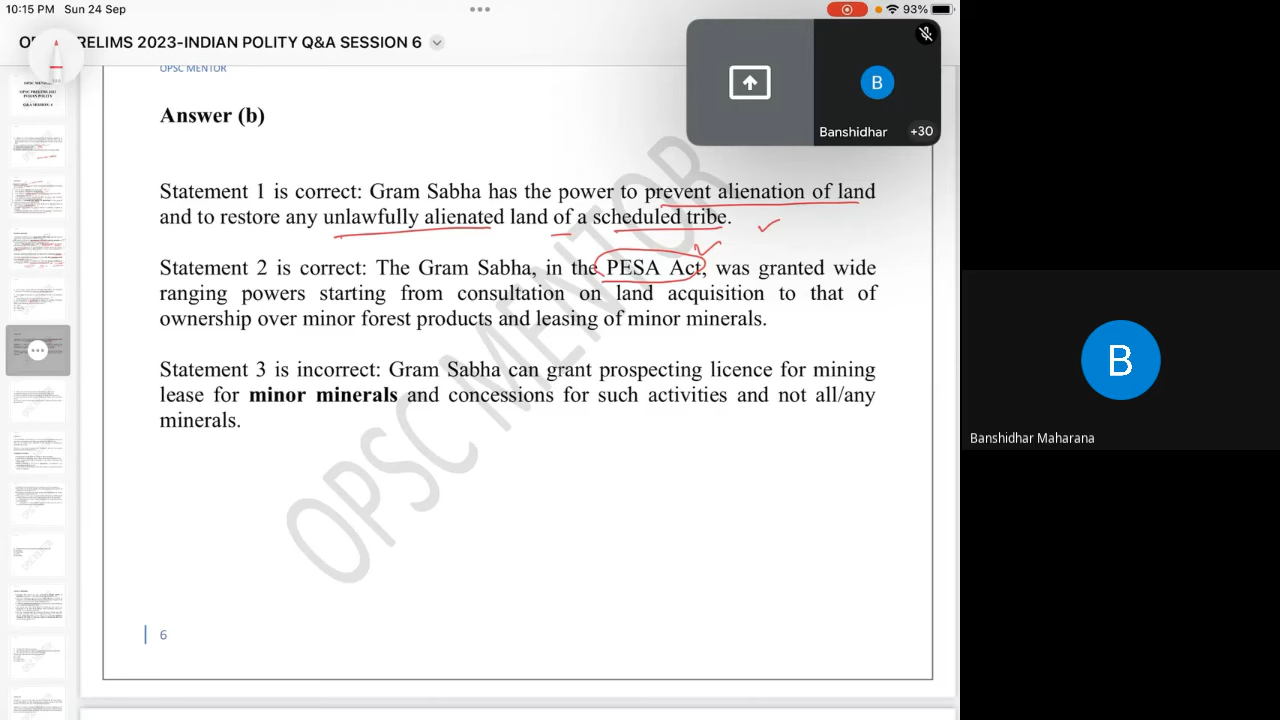 10:15 PM Sun 24 Sep
93%
RELIMS 2023-INDIAN POLITY Q&A SESSION 6
OPSC MENTOR
B
Banshidhar +30
Answer (b)
Statement 1 is correct: Gram Sabha has the power to prevent alienation of land
and to restore any unlawfully alienated land of a scheduled tribe.
Statement 2 is correct: The Gram Sabha, in the PESA Act, was granted wide
ranging powers starting from consultation on land acquisition to that of
ownership over minor forest products and leasing of minor minerals.
Statement 3 is incorrect: Gram Sabha can grant prospecting licence for mining
lease for minor minerals and concessions for such activities and not all/any
minerals.
OPSC MENTOR
6
B
Banshidhar Maharana